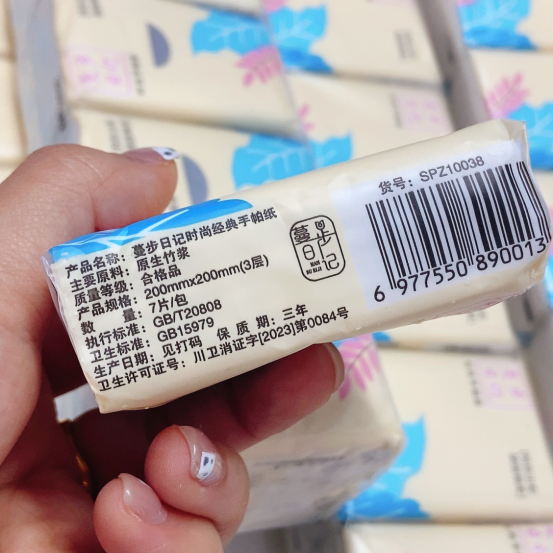 产品名称：蔓步日记时尚经典手帕纸
主要原料：原生竹浆
质量等级：合格品
产品规格：200mmx200mm(3层)
数 量：7片/包
执行标准：GB/T20808
卫生标准：GB15979
生产日期：见打码 保 质 期：三年
卫生许可证号：川卫消证字[2023]第0084号
蔓步
日记
货号：SPZ10038
6 977550 890013